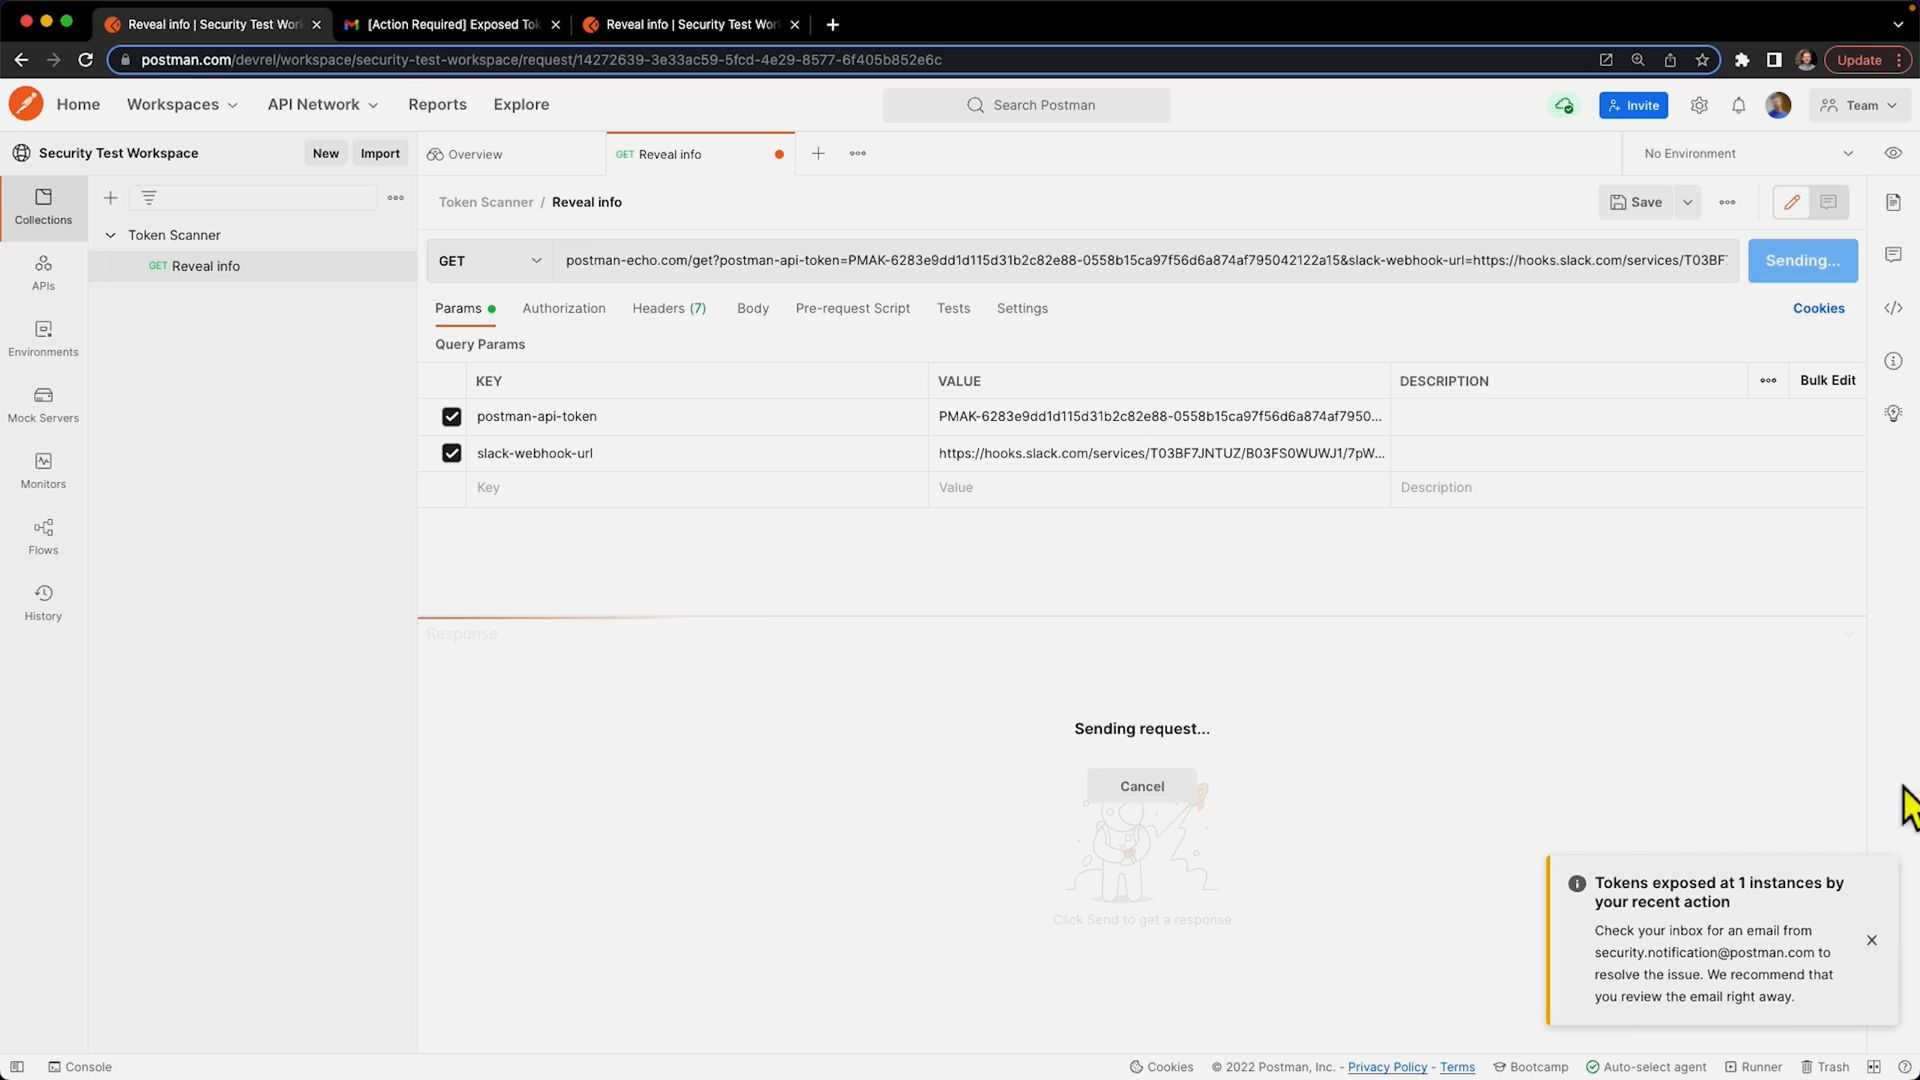 Reveal info | Security Test Wor
[Action Required] Exposed Tok
Reveal info | Security Test Wor
postman.com/devrel/workspace/security-test-workspace/request/14272639-3e33ac59-5fcd-4e29-8577-6f405b852e6c
Update
Home
Workspaces
API Network
Reports
Explore
Search Postman
Invite
Team
Security Test Workspace
New
Import
Overview
GET Reveal info
No Environment
Collections
APIs
Environments
Mock Servers
Monitors
Flows
History
Token Scanner
GET Reveal info
Token Scanner / Reveal info
Save
GET
postman-echo.com/get?postman-api-token=PMAK-6283e9dd1d115d31b2c82e88-0558b15ca97f56d6a874af795042122a15&slack-webhook-url=https://hooks.slack.com/services/T03BF
Sending...
Params
Authorization
Headers (7)
Body
Pre-request Script
Tests
Settings
Cookies
Query Params
KEY
VALUE
DESCRIPTION
Bulk Edit
postman-api-token
PMAK-6283e9dd1d115d31b2c82e88-0558b15ca97f56d6a874af7950...
slack-webhook-url
https://hooks.slack.com/services/T03BF7JNTUZ/B03FS0WUWJ1/7pW...
Key
Value
Description
Response
Sending request...
Cancel
Click Send to get a response
Tokens exposed at 1 instances by
your recent action
Check your inbox for an email from
security.notification@postman.com to
resolve the issue. We recommend that
you review the email right away.
Console
Cookies
© 2022 Postman, Inc. - Privacy Policy - Terms
Bootcamp
Auto-select agent
Runner
Trash